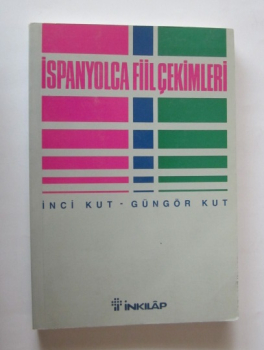 İSPANYOLCA FİİL ÇEKİMLERİ
İNCİ KUT - GÜNGÖR KUT
İNKILÂP